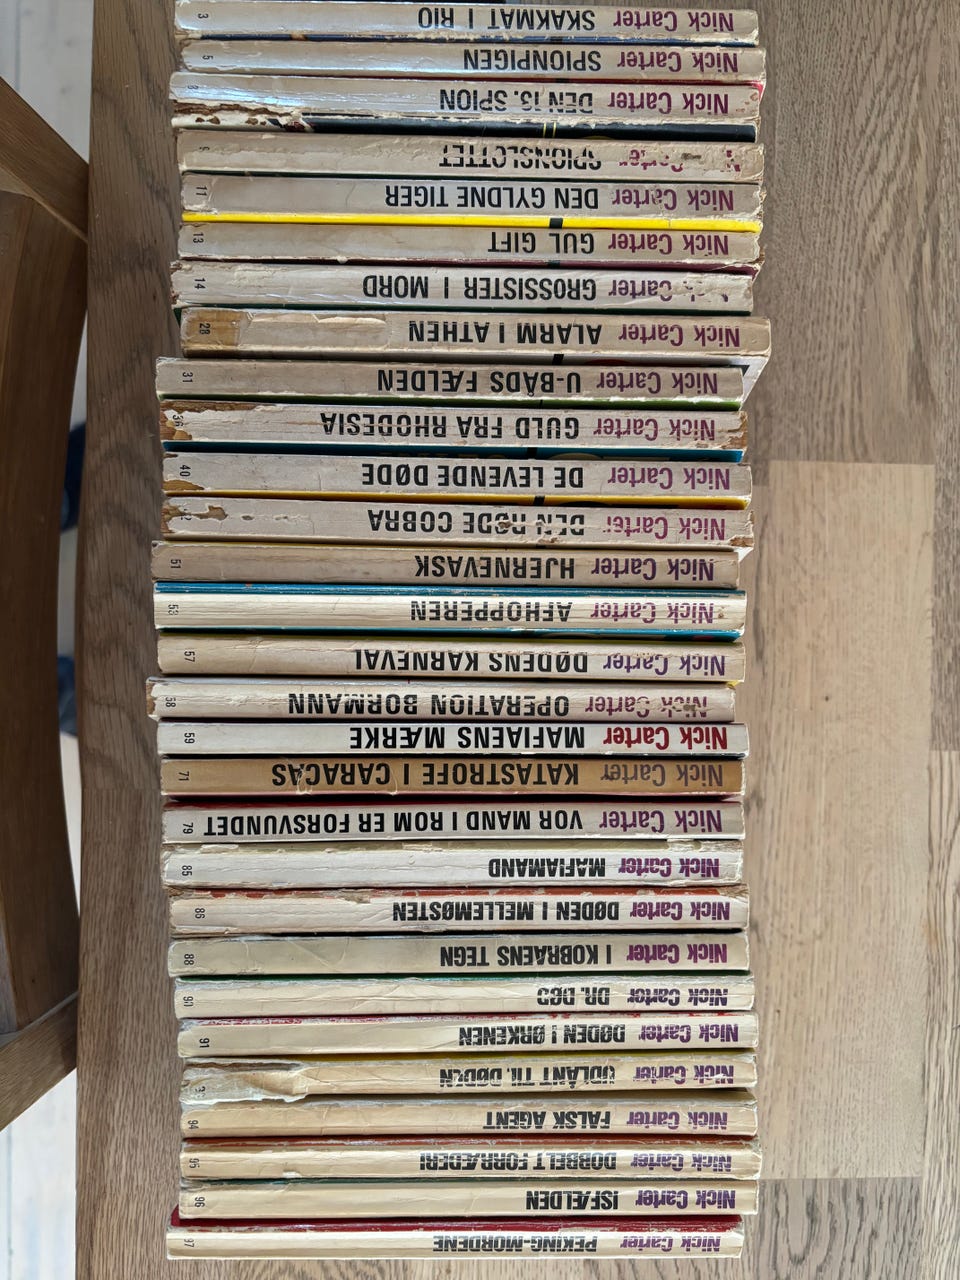 Nick Carter SKAKMAT I RIO 3
Nick Carter SPIONPIGEN 5
Nick Carter DEN 13. SPION 8
Carter SPIONSLOTTET
Nick Carter DEN GYLDNE TIGER 11
Nick Carter GUL GIFT 13
Nick Carter GROSSISTER I MORD 14
Nick Carter ALARM I ATHEN 28
Nick Carter U-BÅDS FÆLDEN 31
Nick Carter GULD FRA RHODESIA 36
Nick Carter DE LEVENDE DØDE 40
Nick Carter DEN RØDE COBRA
Nick Carter HJERNEVASK 51
Nick Carter AFHOPPEREN 53
Nick Carter DØDENS KARNEVAL 57
Nick Carter OPERATION BORMANN 58
Nick Carter MAFIAENS MÆRKE 59
Nick Carter KATASTROFE I CARACAS 71
Nick Carter VOR MAND I ROM ER FORSVUNDET 79
Nick Carter MAFIAMAND 85
Nick Carter DØDEN I MELLEMØSTEN 86
Nick Carter I KOBRAENS TEGN 88
Nick Carter DR. DØD 90
Nick Carter DØDEN I ØRKENEN 91
Nick Carter UDLÅNT TIL DØDEN
Nick Carter FALSK AGENT 94
Nick Carter DOBBELT FORRÆDERI 95
Nick Carter ISFÆLDEN 96
Nick Carter PEKING-MORDENE 97